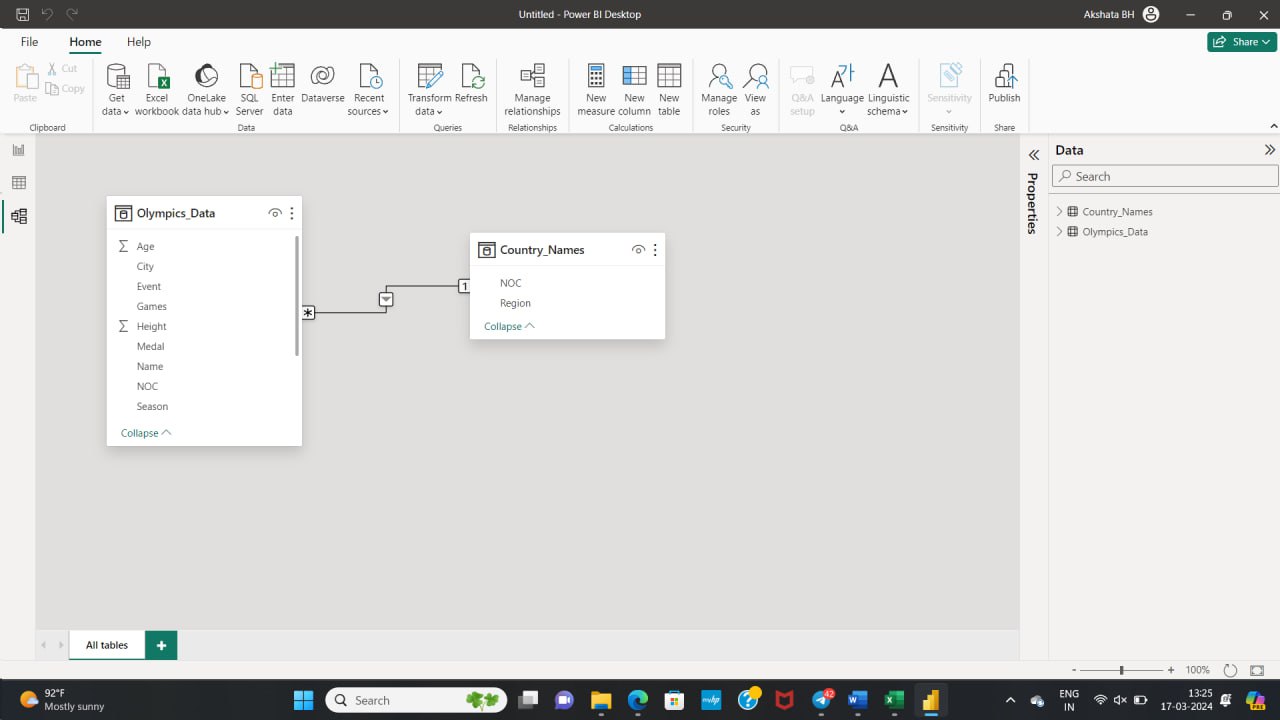 Untitled - Power BI Desktop
Akshata BH
File
Home
Help
Share
Paste
Cut
Copy
Clipboard
Get data
Excel workbook
OneLake data hub
SQL Server
Enter data
Dataverse
Recent sources
Data
Transform data
Refresh
Queries
Manage relationships
Relationships
New measure
New column
New table
Calculations
Manage roles
View as
Security
Q&A setup
Language
Linguistic schema
Q&A
Sensitivity
Sensitivity
Publish
Share
Olympics_Data
Age
City
Event
Games
Height
Medal
Name
NOC
Season
Collapse
*
1
Country_Names
NOC
Region
Collapse
Properties
Data
Search
Country_Names
Olympics_Data
All tables
+
- + 100%
92°F
Mostly sunny
Search
42
ENG
IN
13:25
17-03-2024
PRE